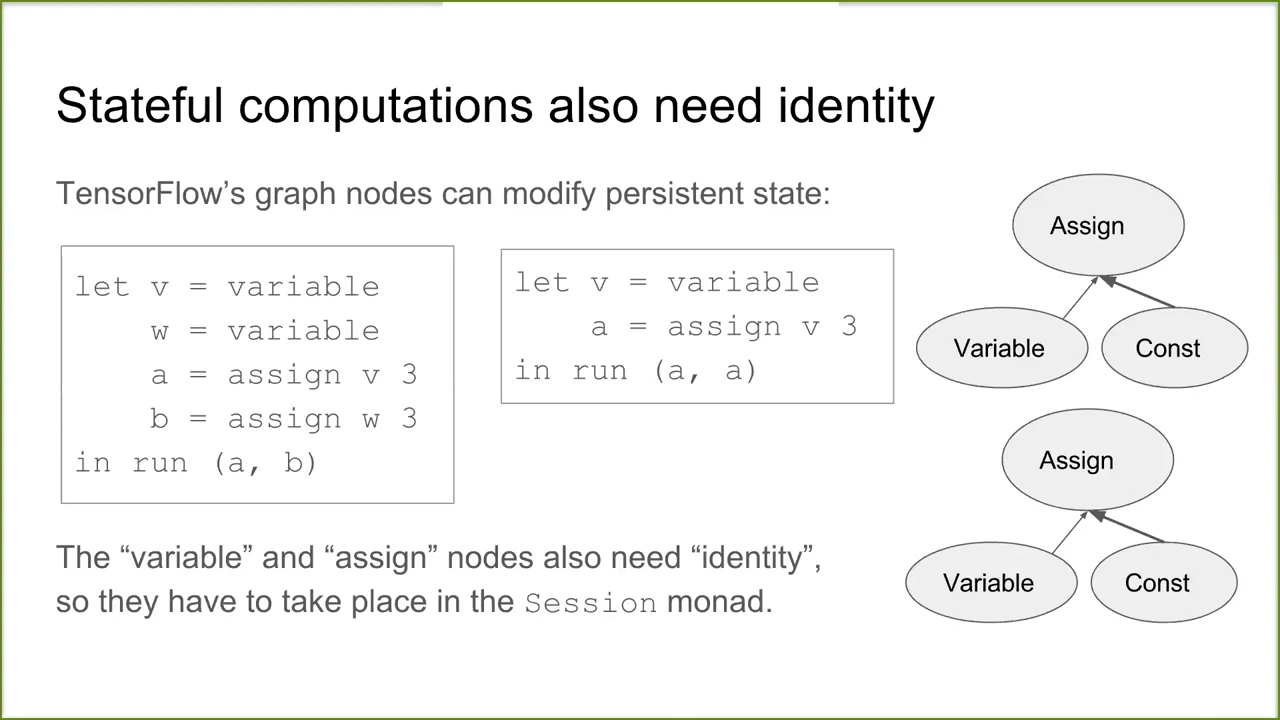 Stateful computations also need identity
TensorFlow’s graph nodes can modify persistent state:
let v = variable
    w = variable
    a = assign v 3
    b = assign w 3
in run (a, b)
let v = variable
    a = assign v 3
in run (a, a)
Assign
Variable
Const
Assign
Variable
Const
The “variable” and “assign” nodes also need “identity”,
so they have to take place in the Session monad.